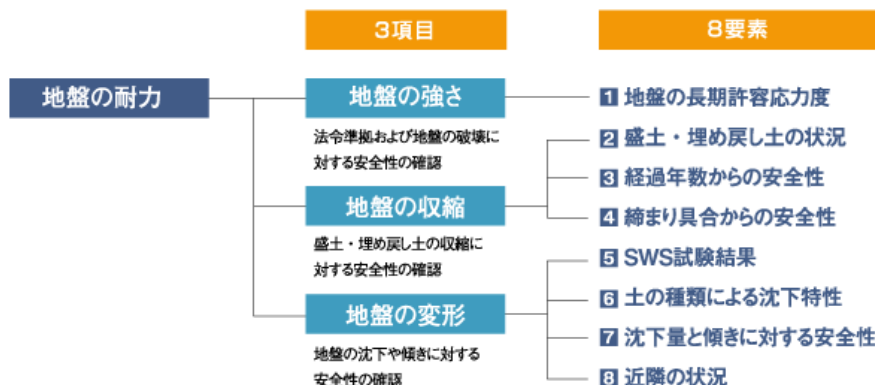 3項目
8要素
地盤の耐力
地盤の強さ
法令準拠および地盤の破壊に
対する安全性の確認
地盤の収縮
盛土・埋め戻し土の収縮に
対する安全性の確認
地盤の変形
地盤の沈下や傾きに対する
安全性の確認
1 地盤の長期許容応力度
2 盛土・埋め戻し土の状況
3 経過年数からの安全性
4 締まり具合からの安全性
5 SWS試験結果
6 土の種類による沈下特性
7 沈下量と傾きに対する安全性
8 近隣の状況